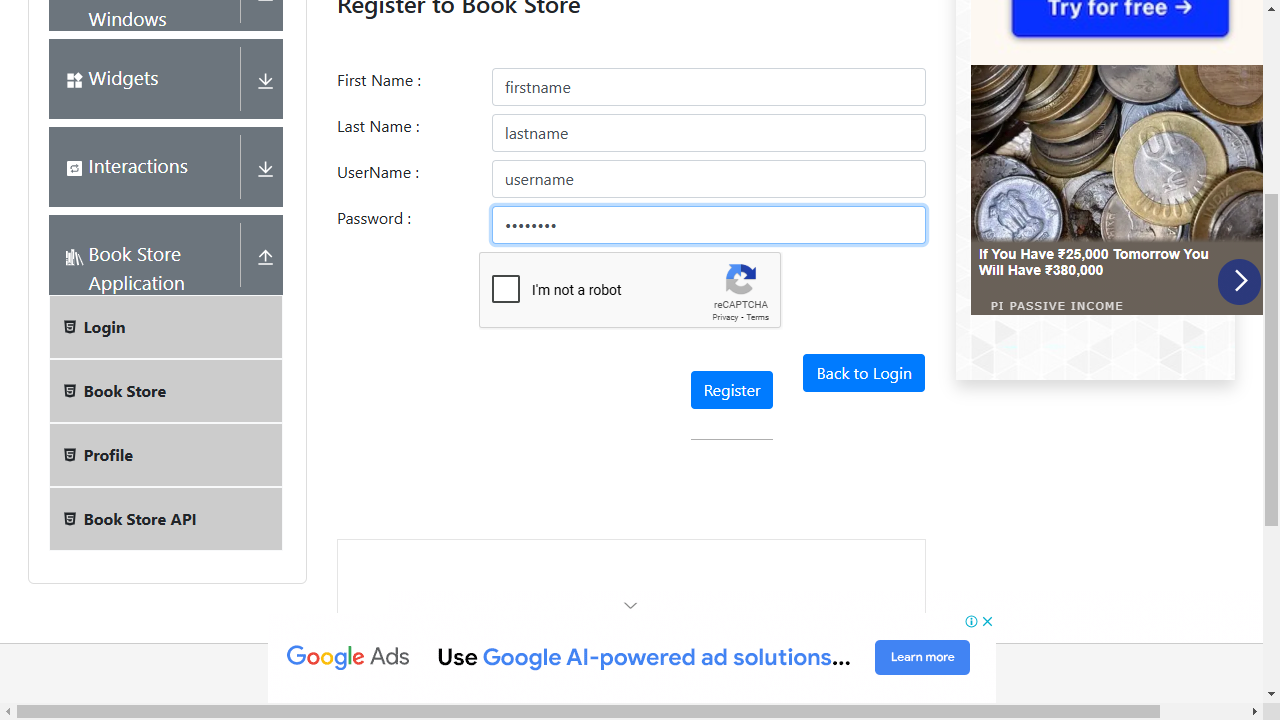 Windows
Widgets
Interactions
Book Store
Application
Login
Book Store
Profile
Book Store API
Register to Book Store
First Name :
firstname
Last Name :
lastname
UserName :
username
Password :
••••••••
I'm not a robot
reCAPTCHA
Privacy - Terms
Register
Back to Login
Try for free →
If You Have ₹25,000 Tomorrow You
Will Have ₹380,000
PI PASSIVE INCOME
Google Ads
Use Google AI-powered ad solutions...
Learn more